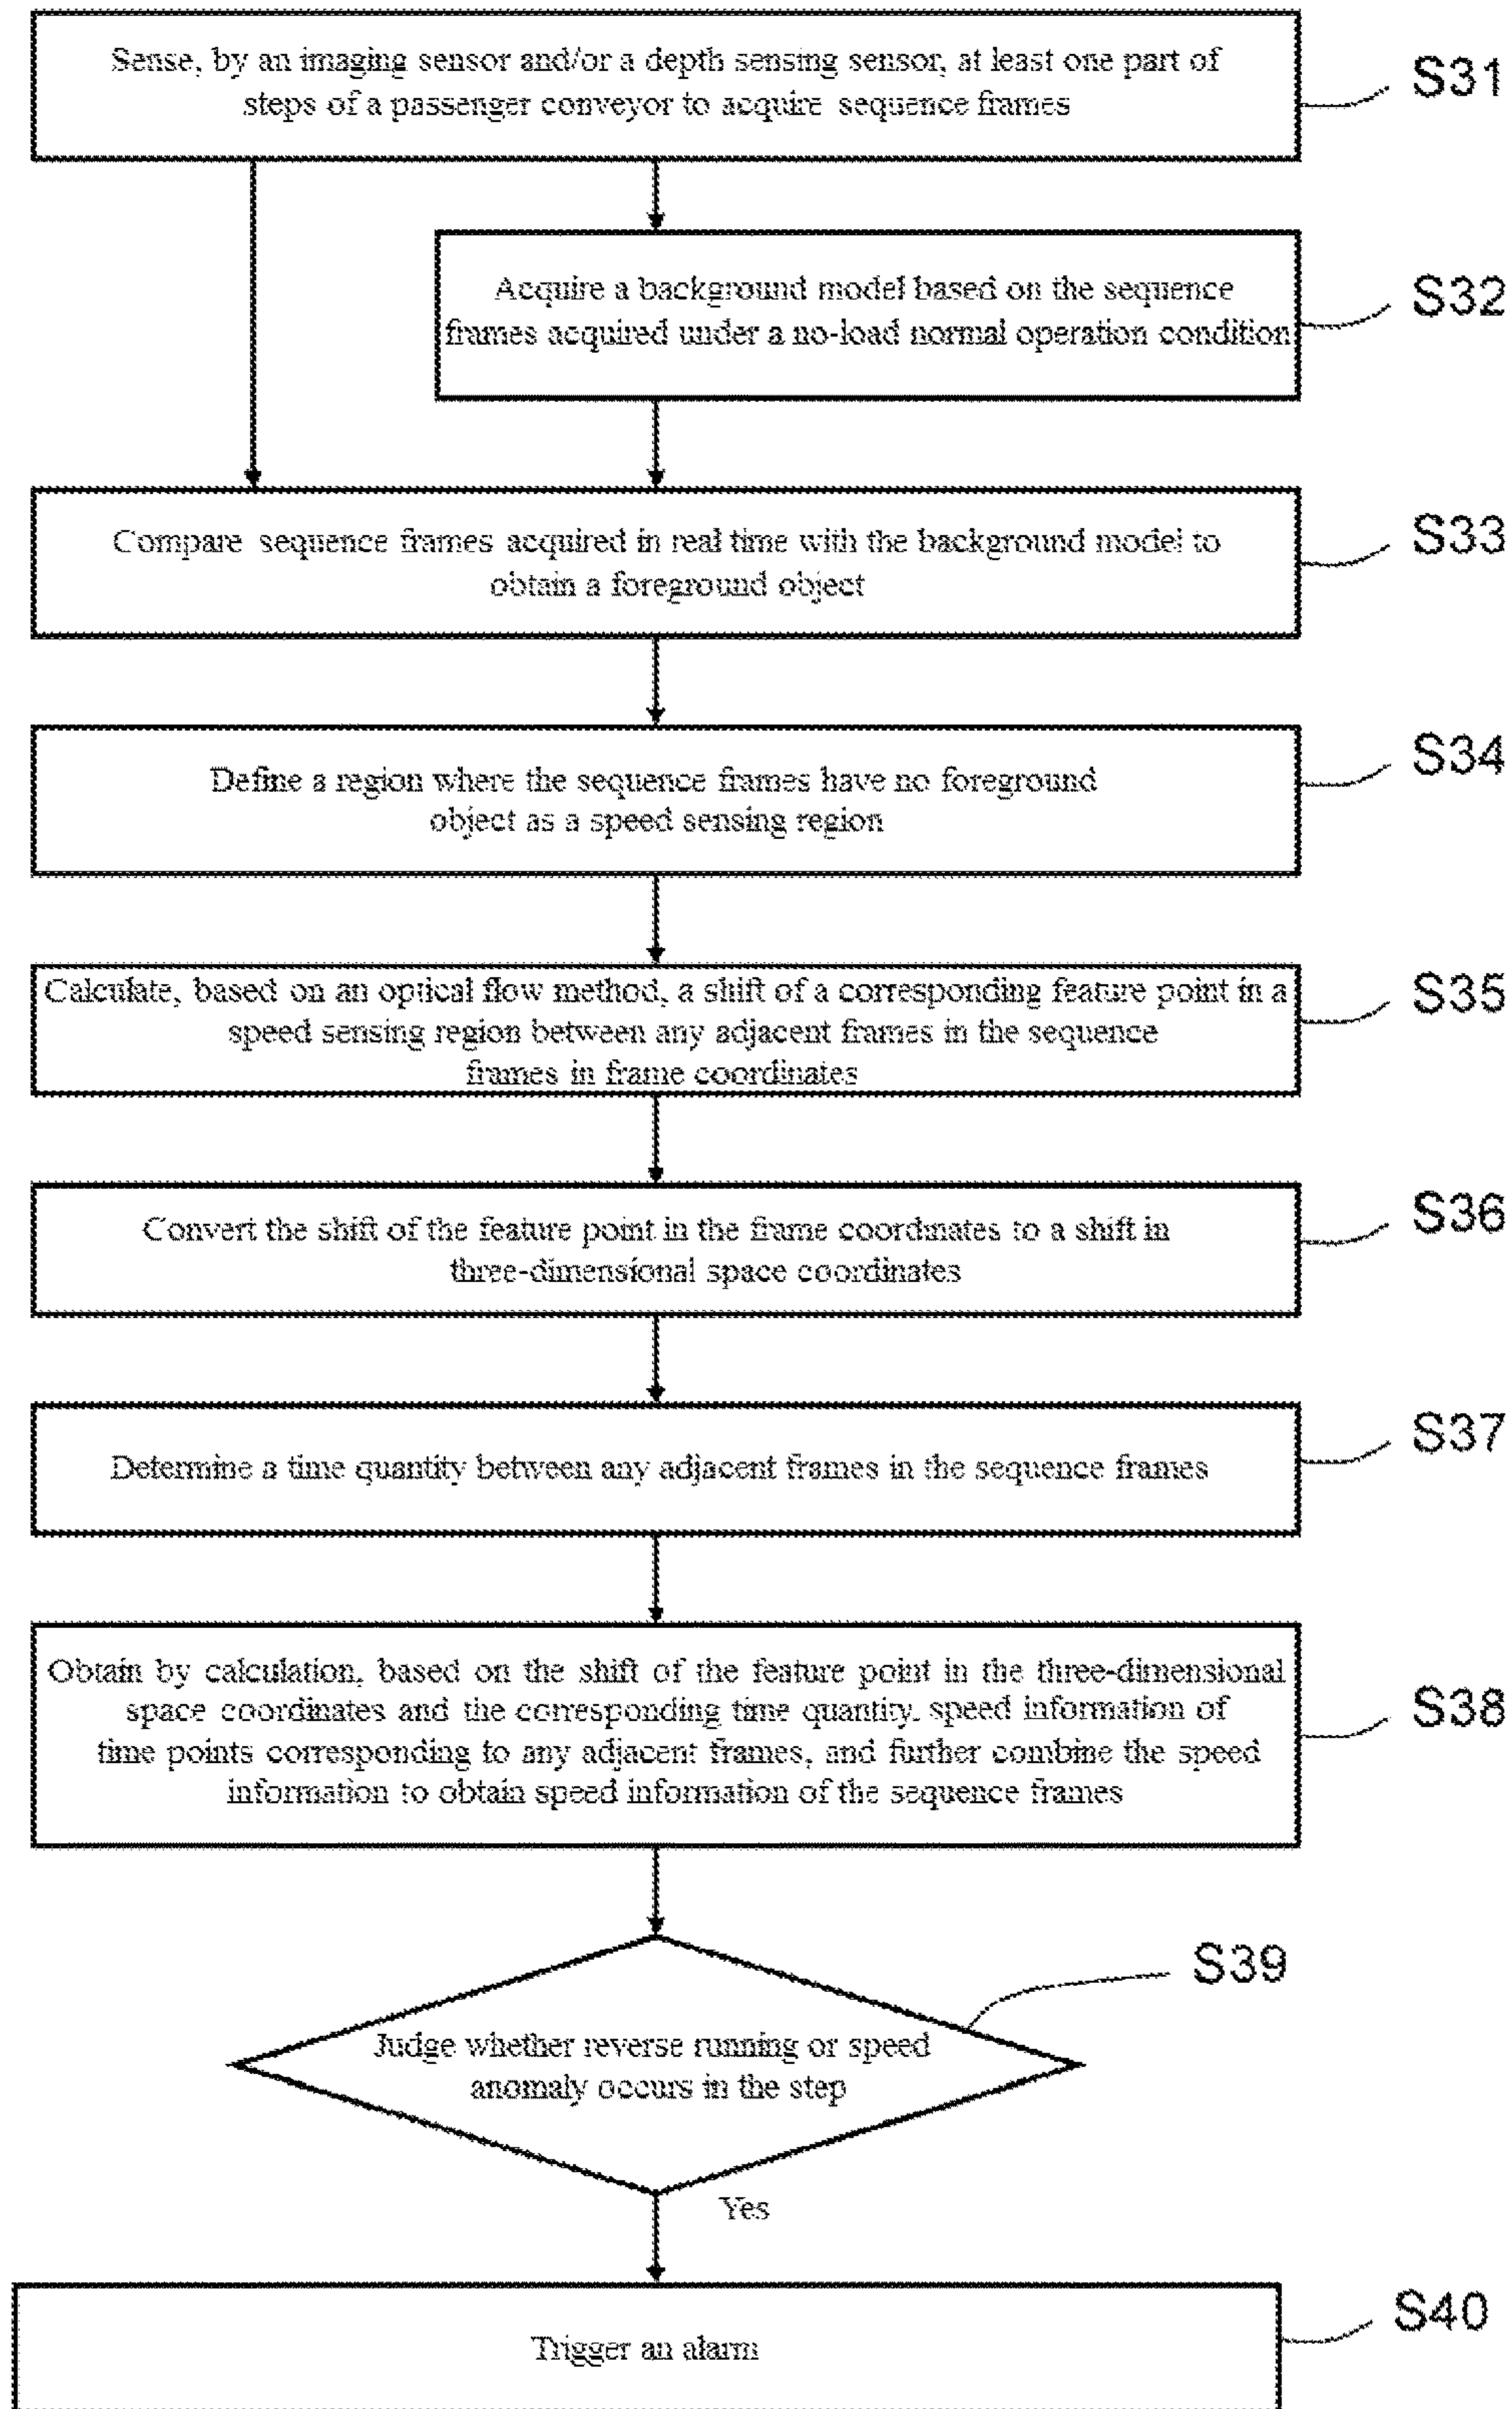 Sense, by an imaging sensor and/or a depth sensing sensor, at least one part of
steps of a passenger conveyor to acquire sequence frames
S31
Acquire a background model based on the sequence
frames acquired under a no-load normal operation condition
S32
Compare sequence frames acquired in real time with the background model to
obtain a foreground object
S33
Define a region where the sequence frames have no foreground
object as a speed sensing region
S34
Calculate, based on an optical flow method, a shift of a corresponding feature point in a
speed sensing region between any adjacent frames in the sequence
frames in frame coordinates
S35
Convert the shift of the feature point in the frame coordinates to a shift in
three-dimensional space coordinates
S36
Determine a time quantity between any adjacent frames in the sequence frames
S37
Obtain by calculation, based on the shift of the feature point in the three-dimensional
space coordinates and the corresponding time quantity. speed information of
time points corresponding to any adjacent frames, and further combine the speed
information to obtain speed information of the sequence frames
S38
Judge whether reverse running or speed
anomaly occurs in the step
S39
Yes
Trigger an alarm
S40